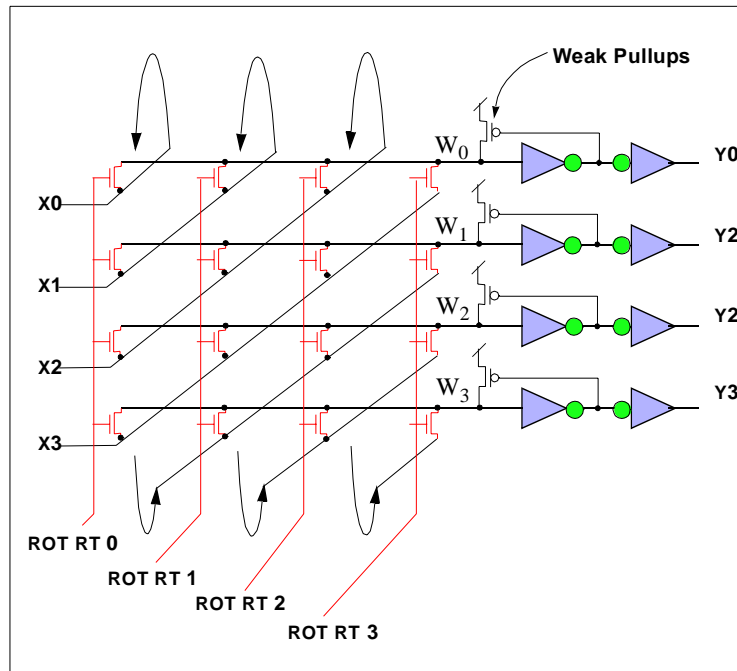 Weak Pullups
W0
Y0
X0
W1
Y2
X1
W2
Y2
X2
W3
Y3
X3
ROT RT 0
ROT RT 1
ROT RT 2
ROT RT 3